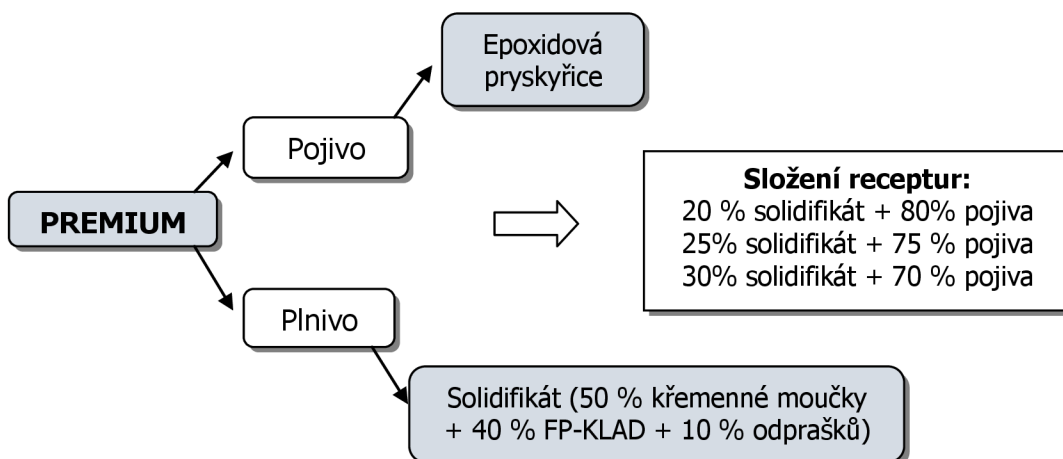 Epoxidová
pryskyřice
Pojivo
PREMIUM
Plnivo
Solidifikát (50 % křemenné moučky
+ 40 % FP-KLAD + 10 % odprašků)
Složení receptur:
20 % solidifikát + 80% pojiva
25% solidifikát + 75 % pojiva
30% solidifikát + 70 % pojiva